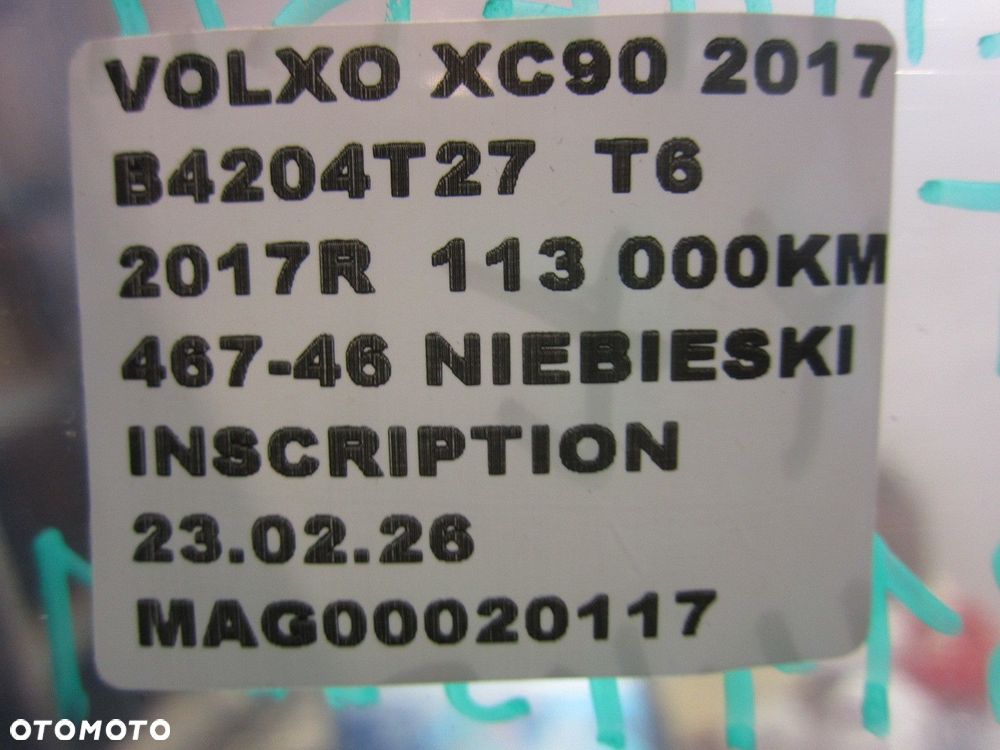 VOLXO XC90 2017
B4204T27 T6
2017R 113 000KM
467-46 NIEBIESKI
INSCRIPTION
23.02.26
MAG00020117
OTOMOTO